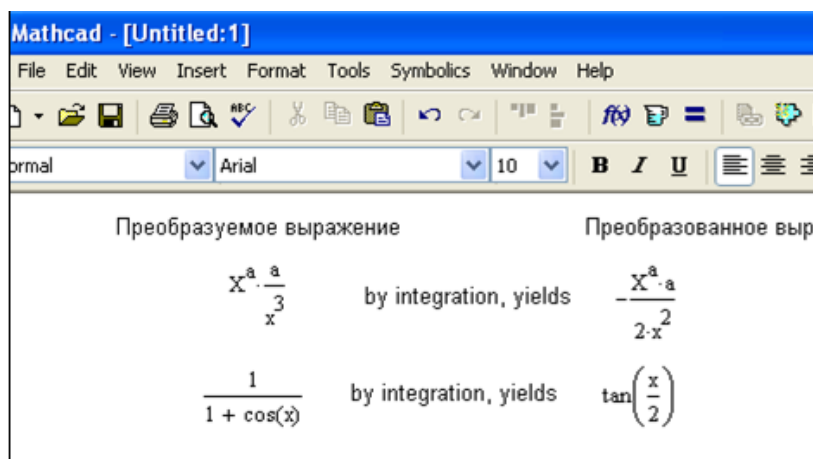 Mathcad - [Untitled:1]
File Edit View Insert Format Tools Symbolics Window Help
ABC f(x)
ormal Arial 10 B I U
Преобразуемое выражение Преобразованное выр
X^a · a/x^3 by integration, yields -(X^a · a)/(2·x^2)
1/(1 + cos(x)) by integration, yields tan(x/2)